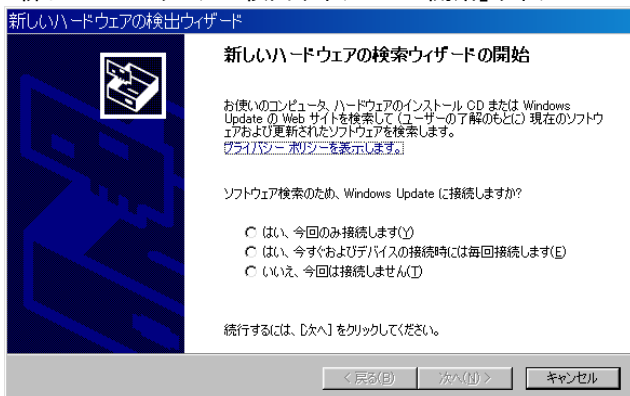 新しいハードウェアの検出ウィザード
新しいハードウェアの検索ウィザードの開始
お使いのコンピュータ、ハードウェアのインストール CD または Windows
Update の Web サイトを検索して (ユーザーの了解のもとに) 現在のソフトウ
ェアおよび更新されたソフトウェアを検索します。
プライバシー ポリシーを表示します。
ソフトウェア検索のため、Windows Update に接続しますか?
はい、今回のみ接続します(Y)
はい、今すぐおよびデバイスの接続時には毎回接続します(E)
いいえ、今回は接続しません(T)
続行するには、[次へ] をクリックしてください。
< 戻る(B)
次へ(N) >
キャンセル